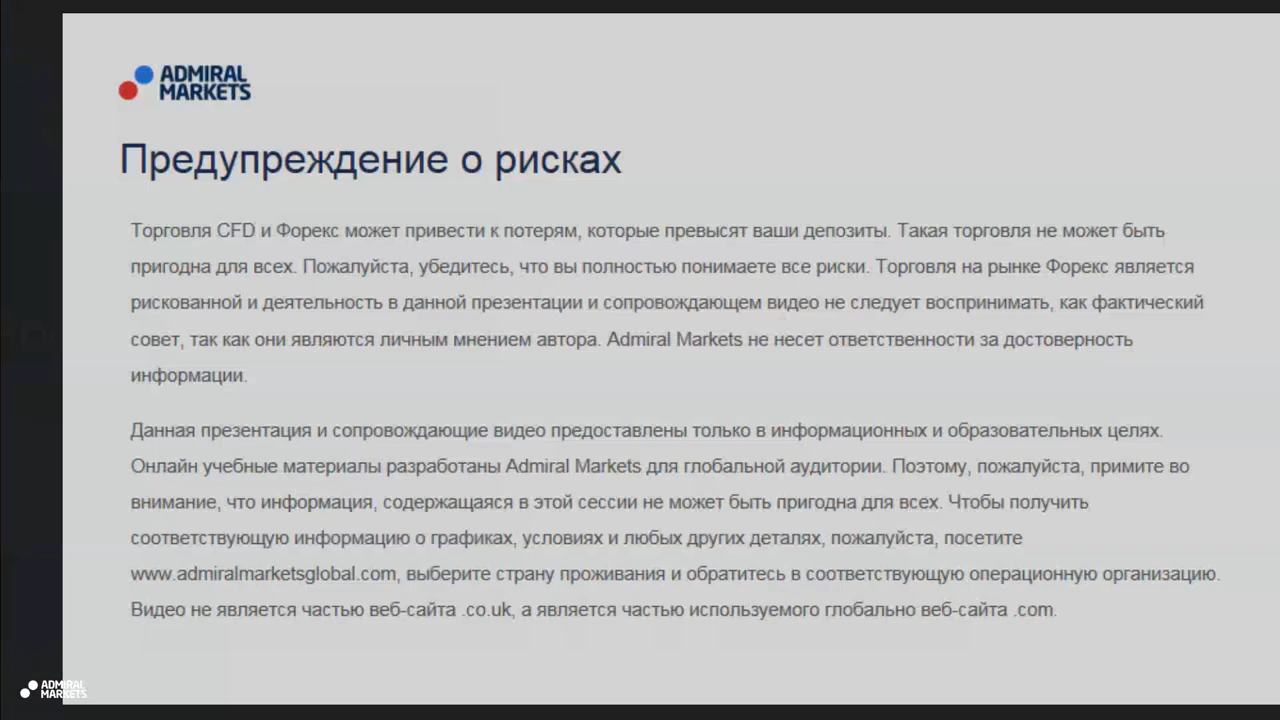 ADMIRAL
MARKETS
Предупреждение о рисках
Торговля CFD и Форекс может привести к потерям, которые превысят ваши депозиты. Такая торговля не может быть
пригодна для всех. Пожалуйста, убедитесь, что вы полностью понимаете все риски. Торговля на рынке Форекс является
рискованной и деятельность в данной презентации и сопровождающем видео не следует воспринимать, как фактический
совет, так как они являются личным мнением автора. Admiral Markets не несет ответственности за достоверность
информации.
Данная презентация и сопровождающие видео предоставлены только в информационных и образовательных целях.
Онлайн учебные материалы разработаны Admiral Markets для глобальной аудитории. Поэтому, пожалуйста, примите во
внимание, что информация, содержащаяся в этой сессии не может быть пригодна для всех. Чтобы получить
соответствующую информацию о графиках, условиях и любых других деталях, пожалуйста, посетите
www.admiralmarketsglobal.com, выберите страну проживания и обратитесь в соответствующую операционную организацию.
Видео не является частью веб-сайта .co.uk, а является частью используемого глобально веб-сайта .com.
ADMIRAL
MARKETS